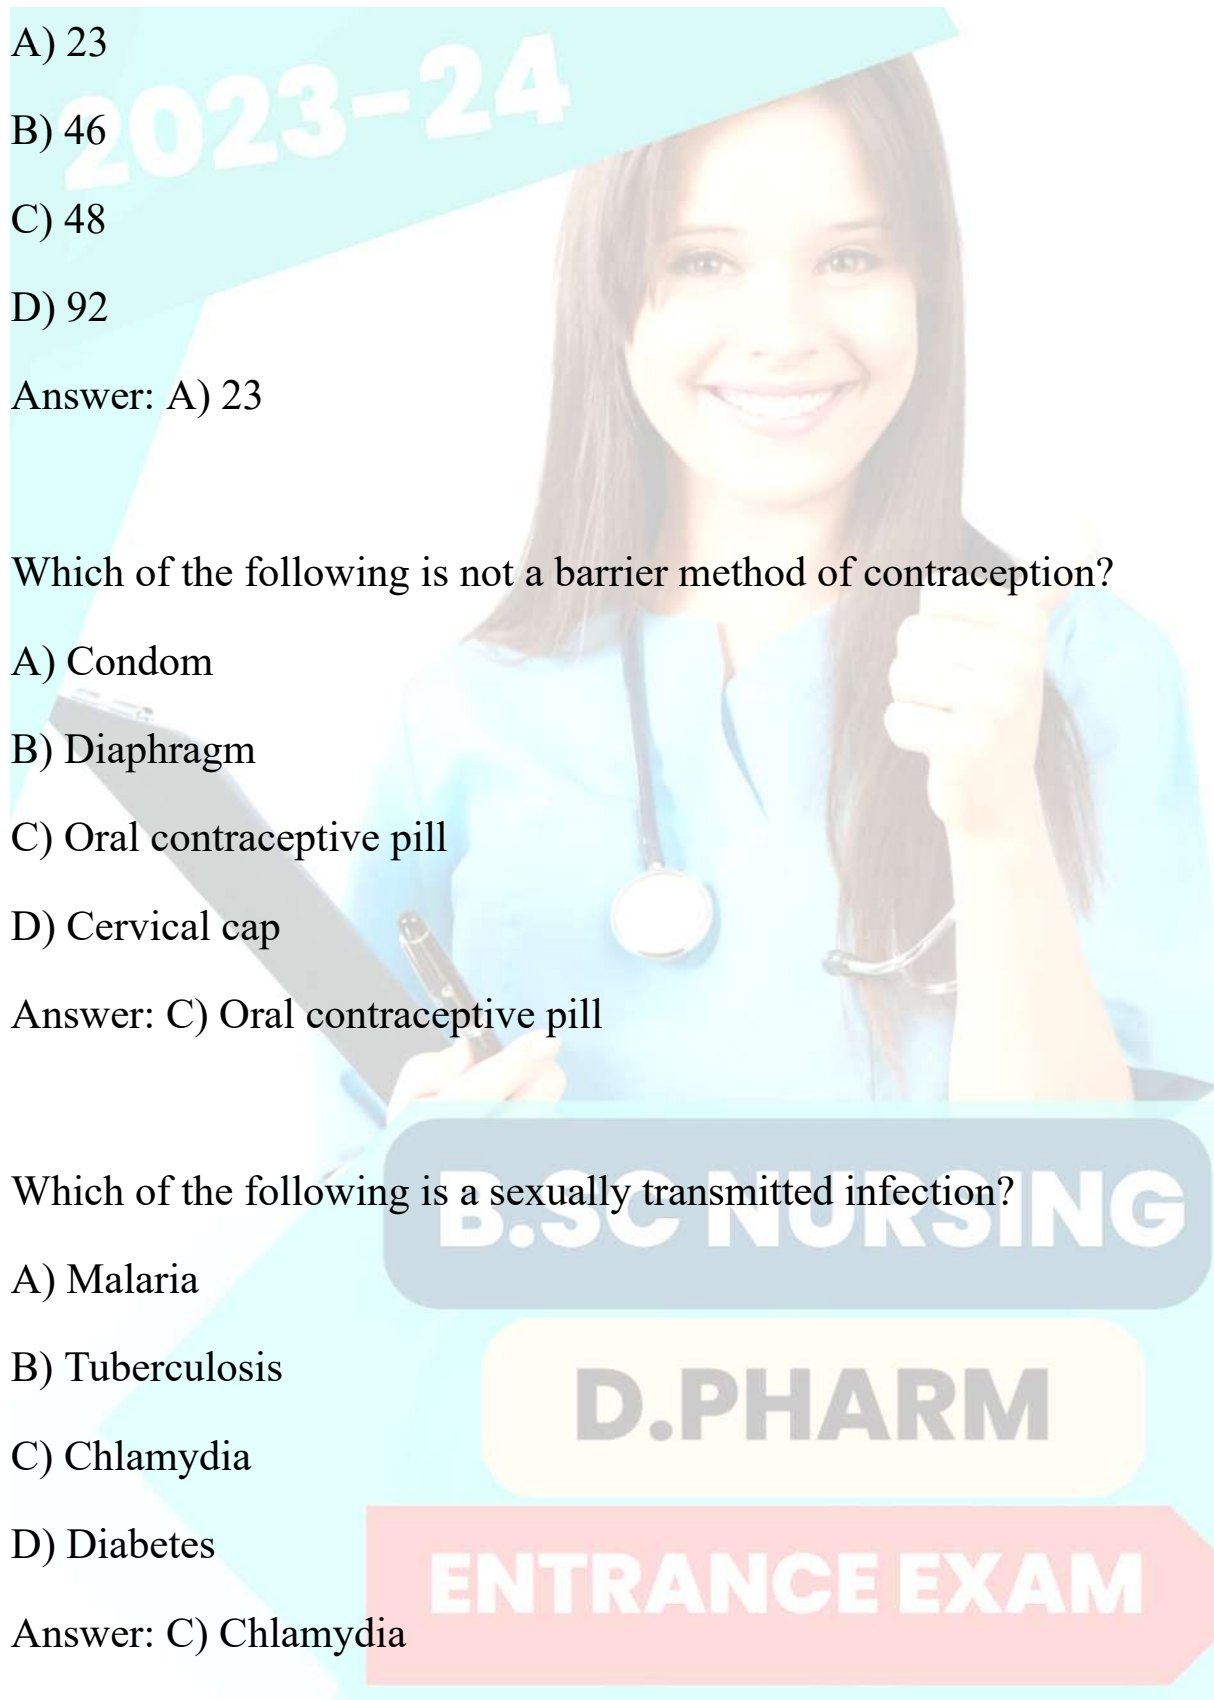 A) 23
2023-24
B) 46
C) 48
D) 92
Answer: A) 23
Which of the following is not a barrier method of contraception?
A) Condom
B) Diaphragm
C) Oral contraceptive pill
D) Cervical cap
Answer: C) Oral contraceptive pill
Which of the following is a sexually transmitted infection?
B.SC NURSING
A) Malaria
B) Tuberculosis
D.PHARM
C) Chlamydia
D) Diabetes
ENTRANCE EXAM
Answer: C) Chlamydia